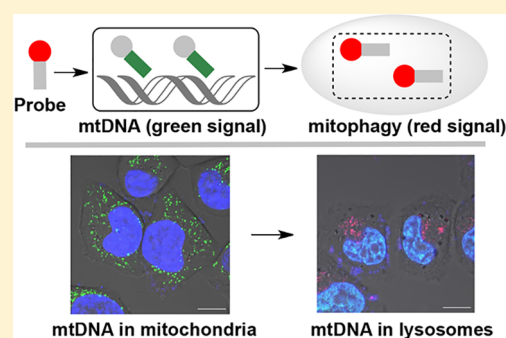 Probe
mtDNA (green signal)
mitophagy (red signal)
mtDNA in mitochondria
mtDNA in lysosomes